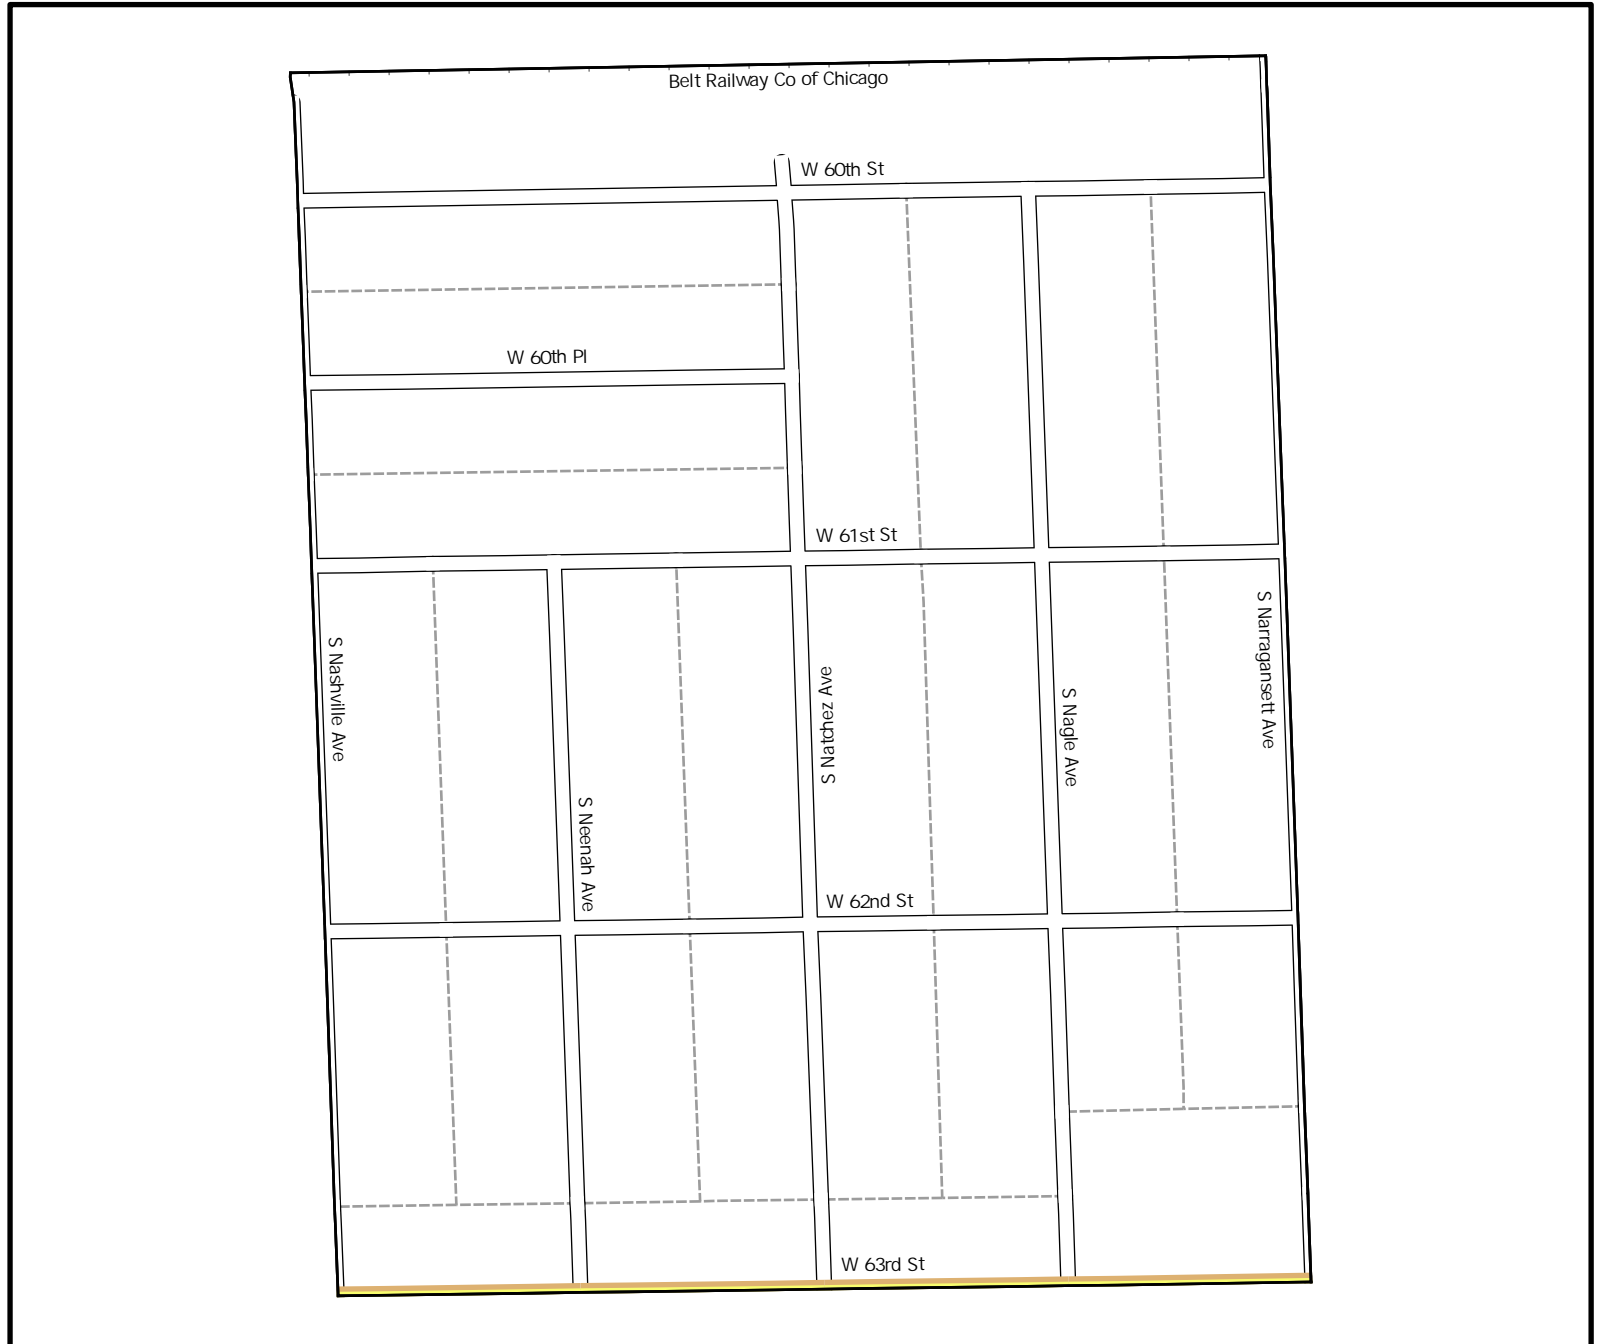 Belt Railway Co of Chicago
W 60th St
W 60th Pl
W 61st St
S Nashville Ave
S Neenah Ave
S Natchez Ave
S Nagle Ave
S Narragansett Ave
W 62nd St
W 63rd St